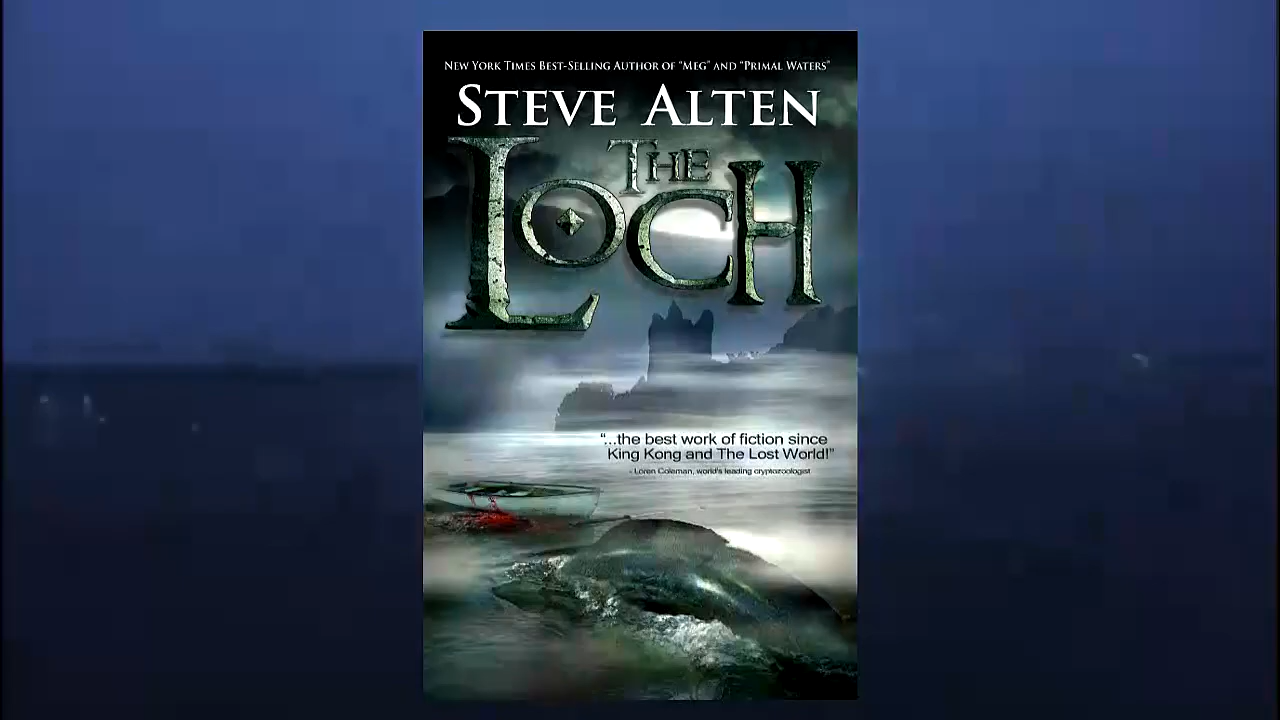 NEW YORK TIMES BEST-SELLING AUTHOR OF "MEG" AND "PRIMAL WATERS"
STEVE ALTEN
THE
LOCH
"...the best work of fiction since
King Kong and The Lost World!"
- Loren Coleman, world's leading cryptozoologist